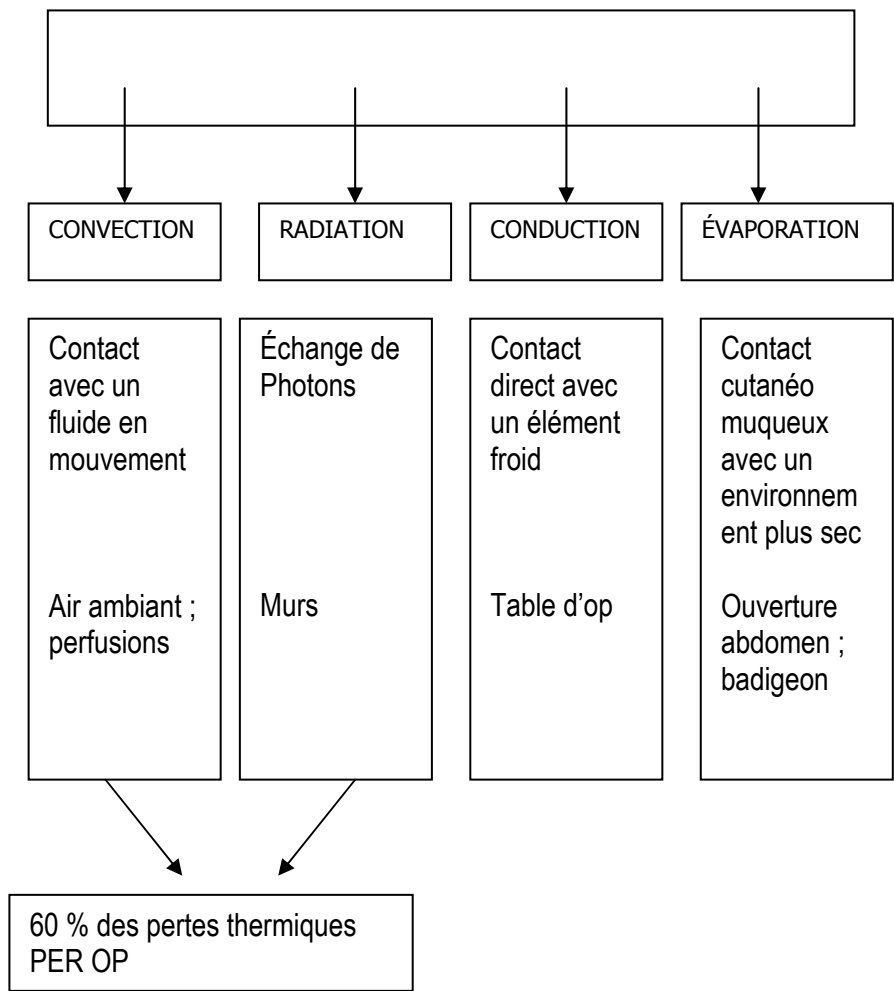 CONVECTION
RADIATION
CONDUCTION
ÉVAPORATION
Contact
avec un
fluide en
mouvement
Air ambiant ;
perfusions
Échange de
Photons
Murs
Contact
direct avec
un élément
froid
Table d'op
Contact
cutanéo
muqueux
avec un
environnem
ent plus sec
Ouverture
abdomen ;
badigeon
60 % des pertes thermiques
PER OP